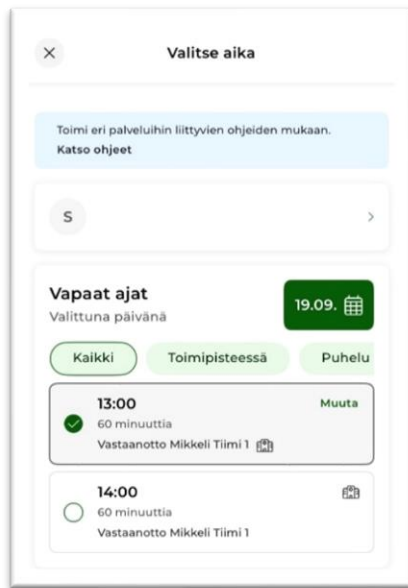 Valitse aika
Toimi eri palveluihin liittyvien ohjeiden mukaan.
Katso ohjeet
S
Vapaat ajat
Valittuna päivänä
19.09.
Kaikki
Toimipisteessä
Puhelu
13:00
Muuta
60 minuuttia
Vastaanotto Mikkeli Tiimi 1
14:00
60 minuuttia
Vastaanotto Mikkeli Tiimi 1